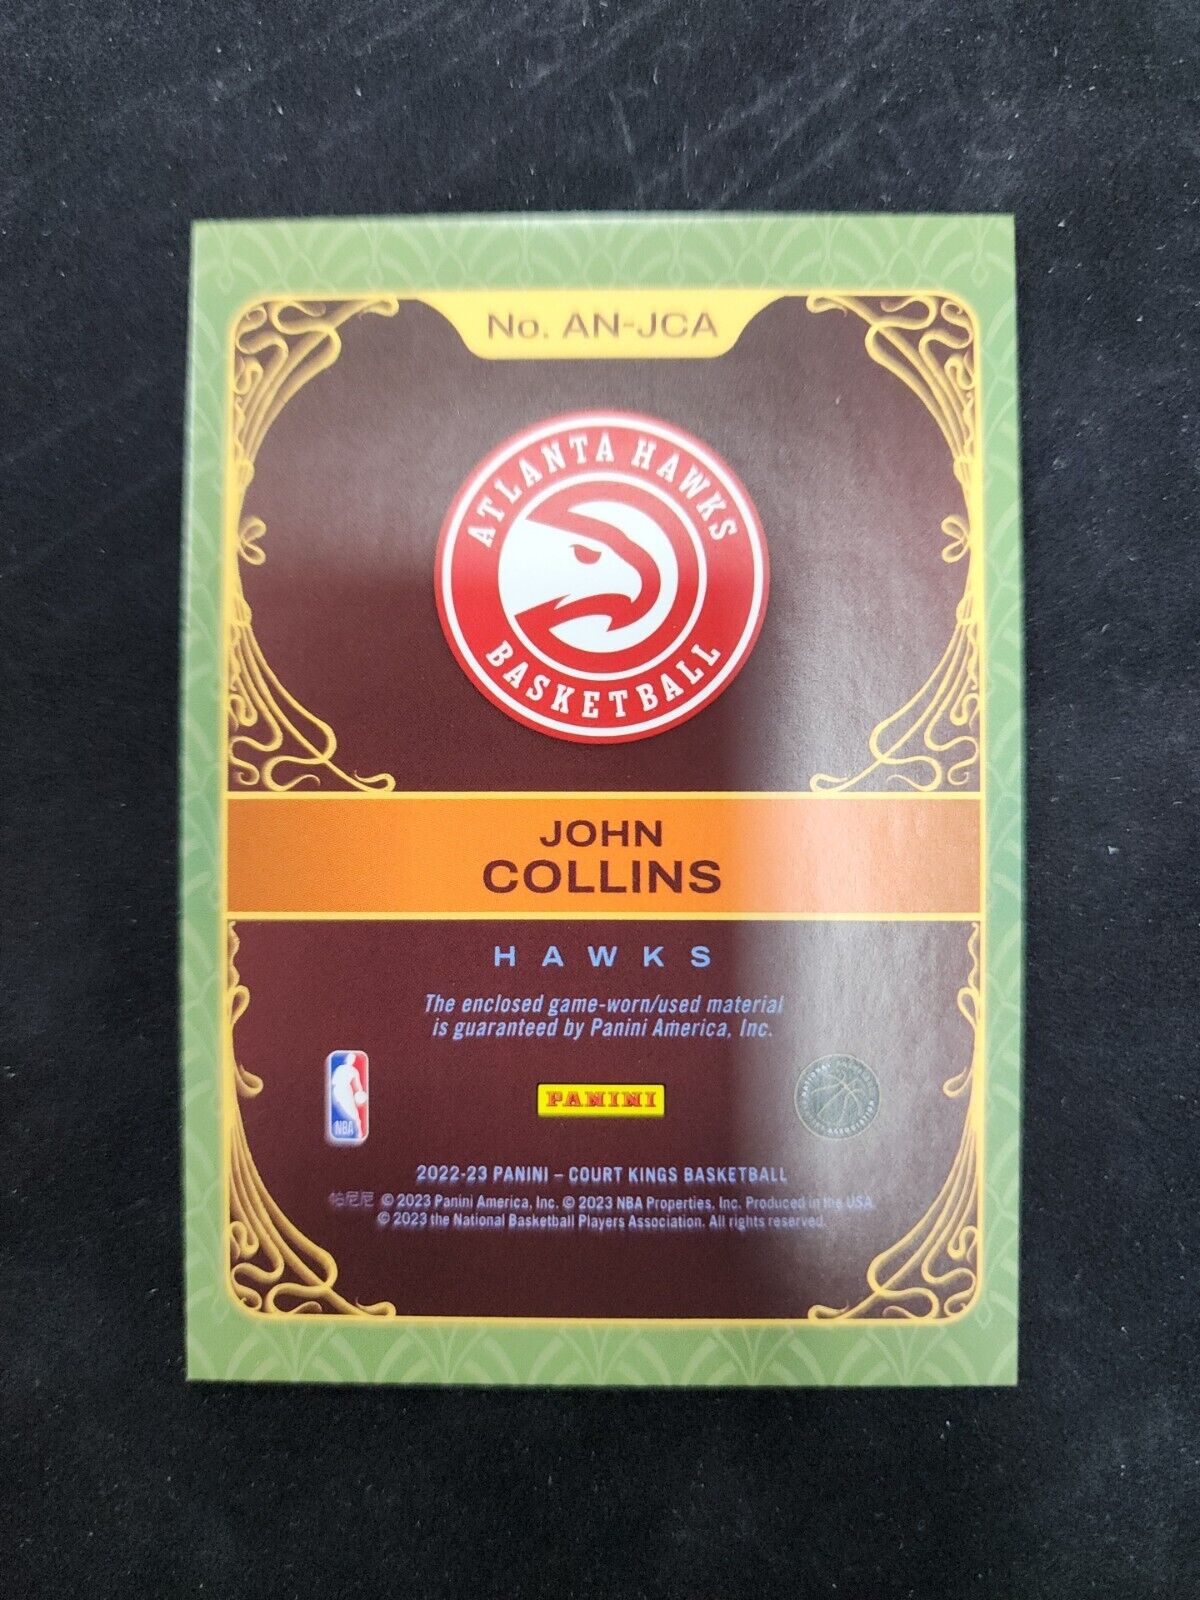 No. AN-JCA
ATLANTA HAWKS
BASKETBALL
JOHN
COLLINS
HAWKS
The enclosed game-worn/used material
is guaranteed by Panini America, Inc.
NBA
PANINI
2022-23 PANINI – COURT KINGS BASKETBALL
帕尼尼 © 2023 Panini America, Inc. © 2023 NBA Properties, Inc. Produced in the USA.
© 2023 the National Basketball Players Association. All rights reserved.